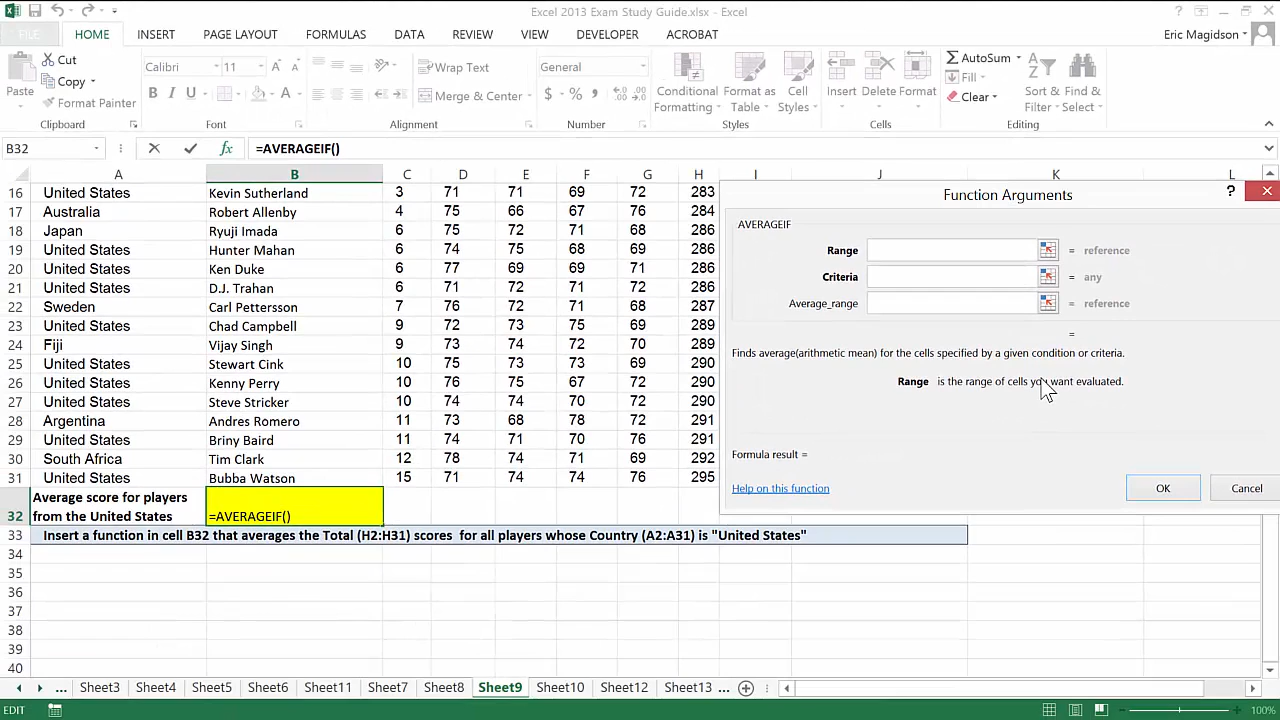 Excel 2013 Exam Study Guide.xlsx - Excel
FILE HOME INSERT PAGE LAYOUT FORMULAS DATA REVIEW VIEW DEVELOPER ACROBAT Eric Magidson
Paste
Cut
Copy
Format Painter
Calibri 11
B I U A
Wrap Text
Merge & Center
General
$ % ,
Conditional Formatting
Format as Table
Cell Styles
Insert Delete Format
AutoSum
Fill
Clear
Sort & Filter
Find & Select
Clipboard Font Alignment Number Styles Cells Editing
B32 fx =AVERAGEIF()
A B C D E F G H I J K L
16 United States Kevin Sutherland 3 71 71 69 72 283
17 Australia Robert Allenby 4 75 66 67 76 284
18 Japan Ryuji Imada 6 75 72 71 68 286
19 United States Hunter Mahan 6 74 75 68 69 286
20 United States Ken Duke 6 77 69 69 71 286
21 United States D.J. Trahan 6 71 72 71 72 286
22 Sweden Carl Pettersson 7 76 72 71 68 287
23 United States Chad Campbell 9 72 73 75 69 289
24 Fiji Vijay Singh 9 73 74 72 70 289
25 United States Stewart Cink 10 75 73 73 69 290
26 United States Kenny Perry 10 76 75 67 72 290
27 United States Steve Stricker 10 74 74 70 72 290
28 Argentina Andres Romero 11 73 68 78 72 291
29 United States Briny Baird 11 74 71 70 76 291
30 South Africa Tim Clark 12 78 74 71 69 292
31 United States Bubba Watson 15 71 74 74 76 295
Average score for players
32 from the United States =AVERAGEIF()
33 Insert a function in cell B32 that averages the Total (H2:H31) scores for all players whose Country (A2:A31) is "United States"
34
35
36
37
38
39
40
Function Arguments ?
AVERAGEIF
Range = reference
Criteria = any
Average_range = reference
=
Finds average(arithmetic mean) for the cells specified by a given condition or criteria.
Range is the range of cells you want evaluated.
Formula result =
Help on this function OK Cancel
... Sheet3 Sheet4 Sheet5 Sheet6 Sheet11 Sheet7 Sheet8 Sheet9 Sheet10 Sheet12 Sheet13 ...
EDIT 100%